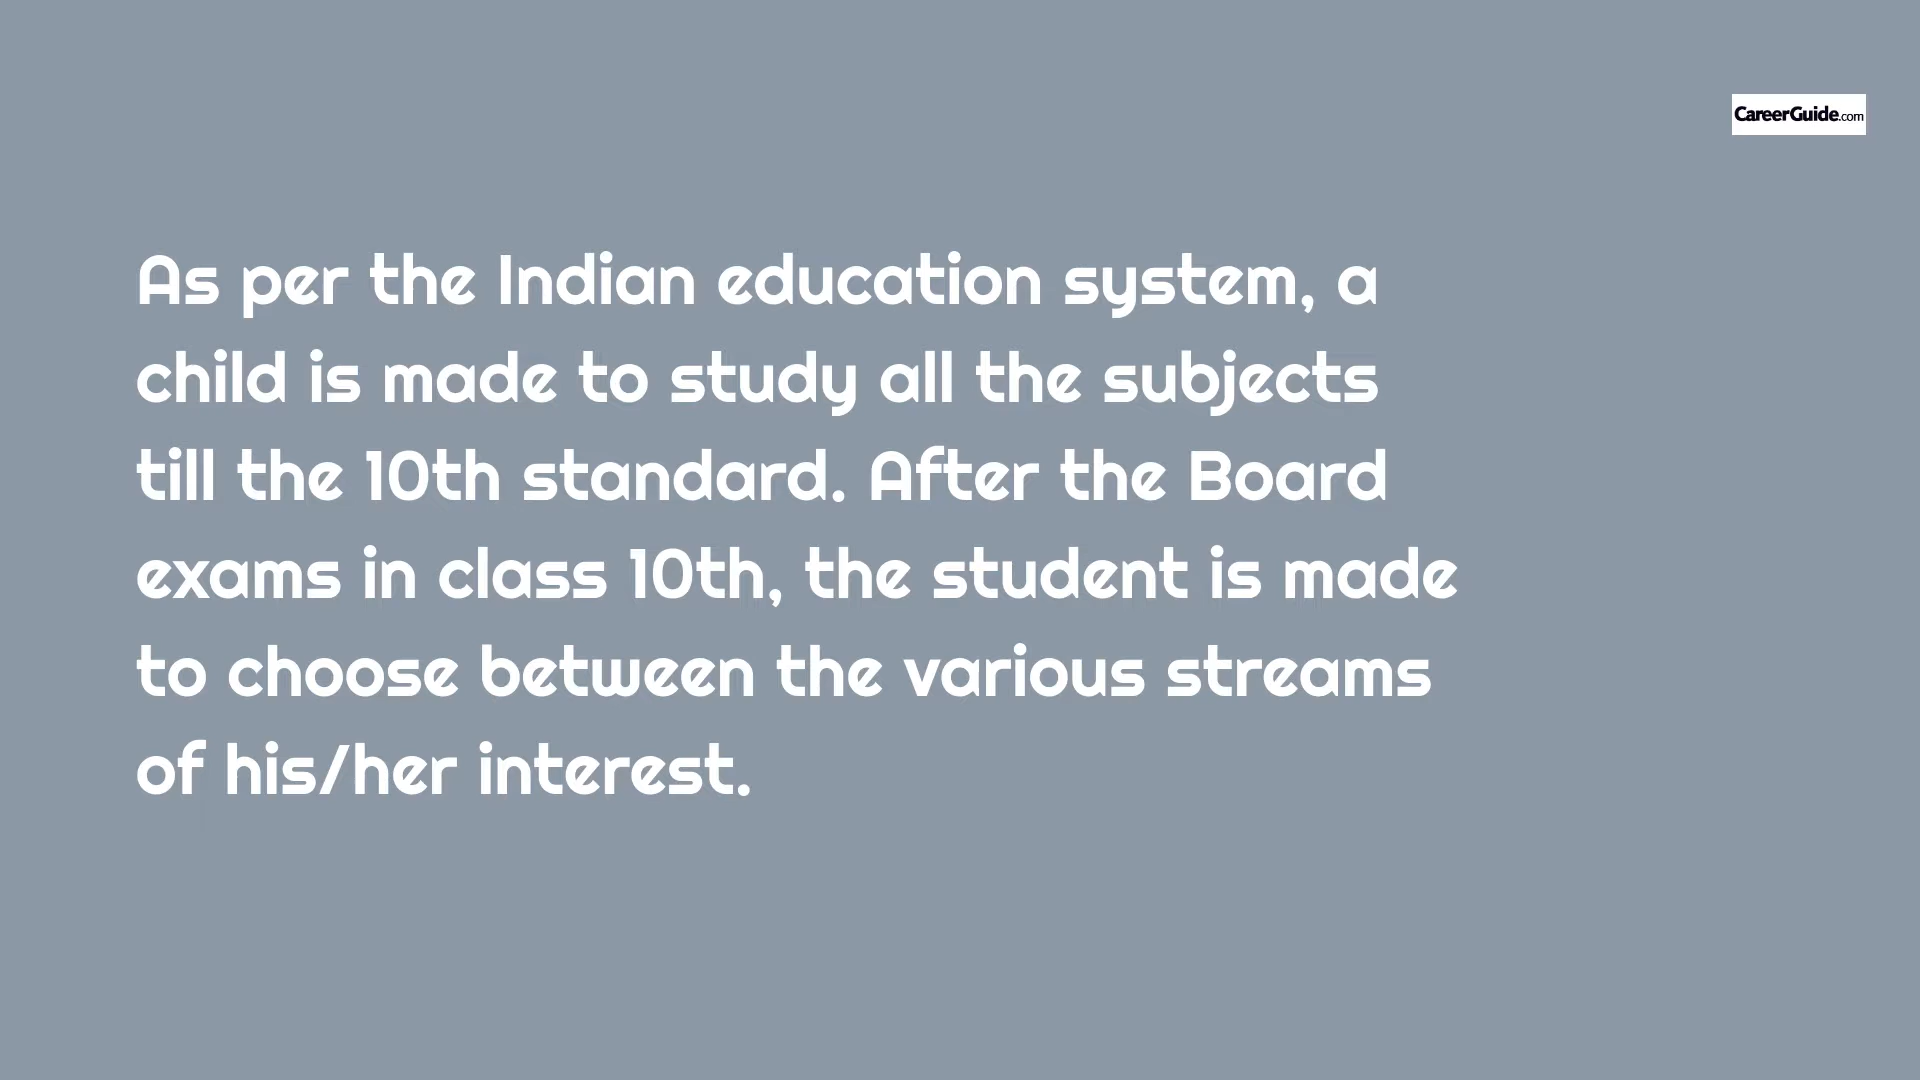 CareerGuide.com
As per the Indian education system, a
child is made to study all the subjects
till the 10th standard. After the Board
exams in class 10th, the student is made
to choose between the various streams
of his/her interest.